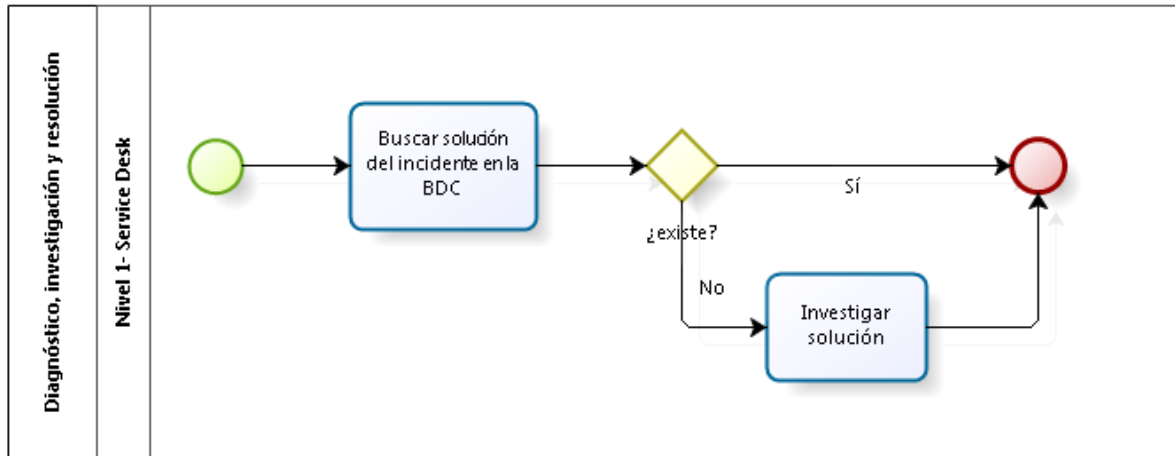 Diagnóstico, investigación y resolución
Nivel 1- Service Desk
Buscar solución
del incidente en la
BDC
¿existe?
Sí
No
Investigar
solución